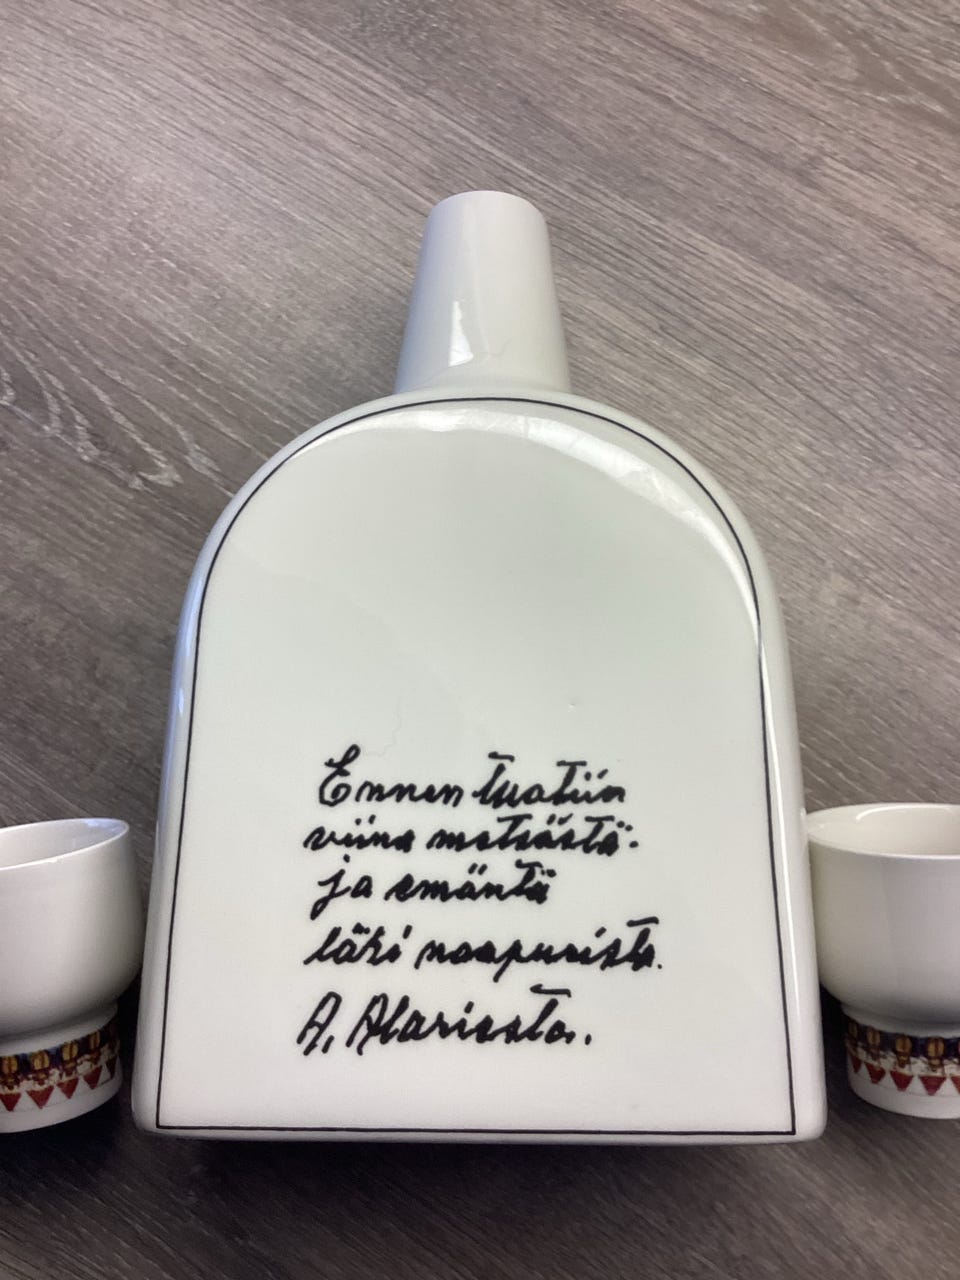 Ennen tuatiin
viina metsästä.
ja emäntä
läki naapurista.
A. Alariesto.